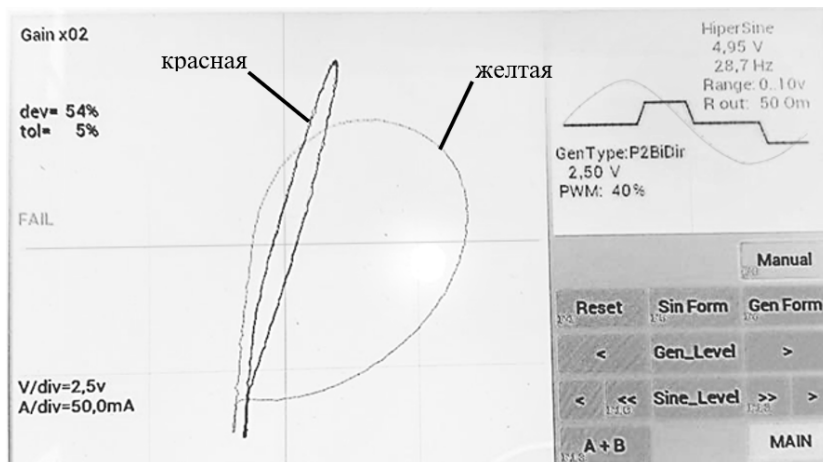 Gain x02
красная
желтая
dev= 54%
tol= 5%
FAIL
V/div=2,5v
A/div=50,0mA
HiperSine
4,95 V
28,7 Hz
Range: 0..10v
R out: 50 Om
GenType:P2BiDir
2,50 V
PWM: 40%
Manual
Reset
Sin Form
Gen Form
<
Gen_Level
>
<
<<
Sine_Level
>>
>
A + B
MAIN